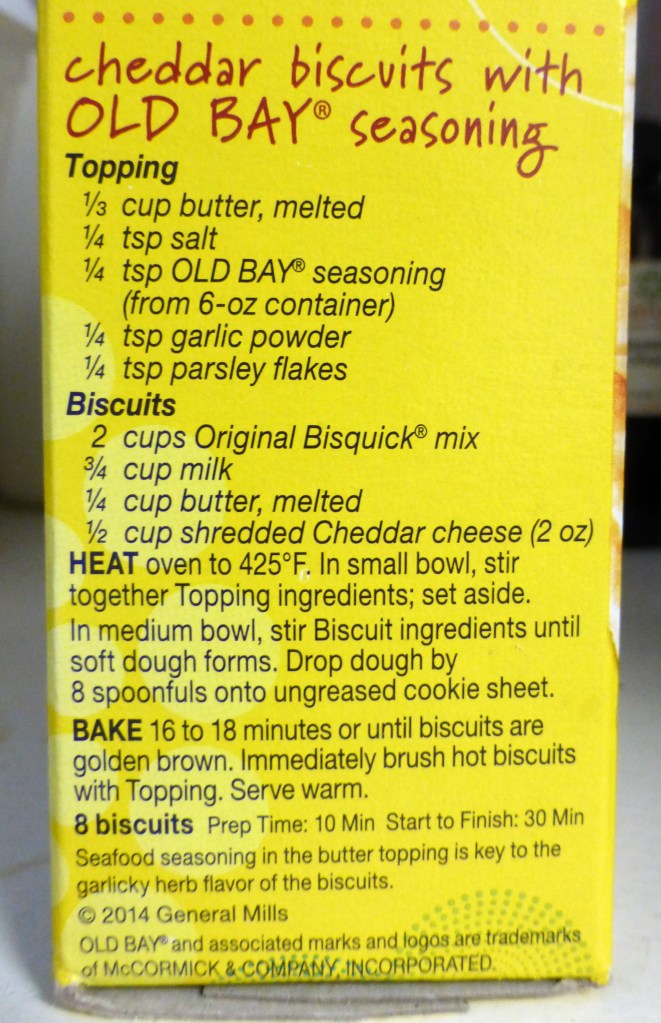 cheddar biscuits with
OLD BAY® seasoning
Topping
⅓ cup butter, melted
¼ tsp salt
¼ tsp OLD BAY® seasoning
(from 6-oz container)
¼ tsp garlic powder
¼ tsp parsley flakes
Biscuits
2 cups Original Bisquick® mix
¾ cup milk
¼ cup butter, melted
½ cup shredded Cheddar cheese (2 oz)
HEAT oven to 425°F. In small bowl, stir
together Topping ingredients; set aside.
In medium bowl, stir Biscuit ingredients until
soft dough forms. Drop dough by
8 spoonfuls onto ungreased cookie sheet.
BAKE 16 to 18 minutes or until biscuits are
golden brown. Immediately brush hot biscuits
with Topping. Serve warm.
8 biscuits Prep Time: 10 Min Start to Finish: 30 Min
Seafood seasoning in the butter topping is key to the
garlicky herb flavor of the biscuits.
© 2014 General Mills
OLD BAY® and associated marks and logos are trademarks
of McCORMICK & COMPANY, INCORPORATED.